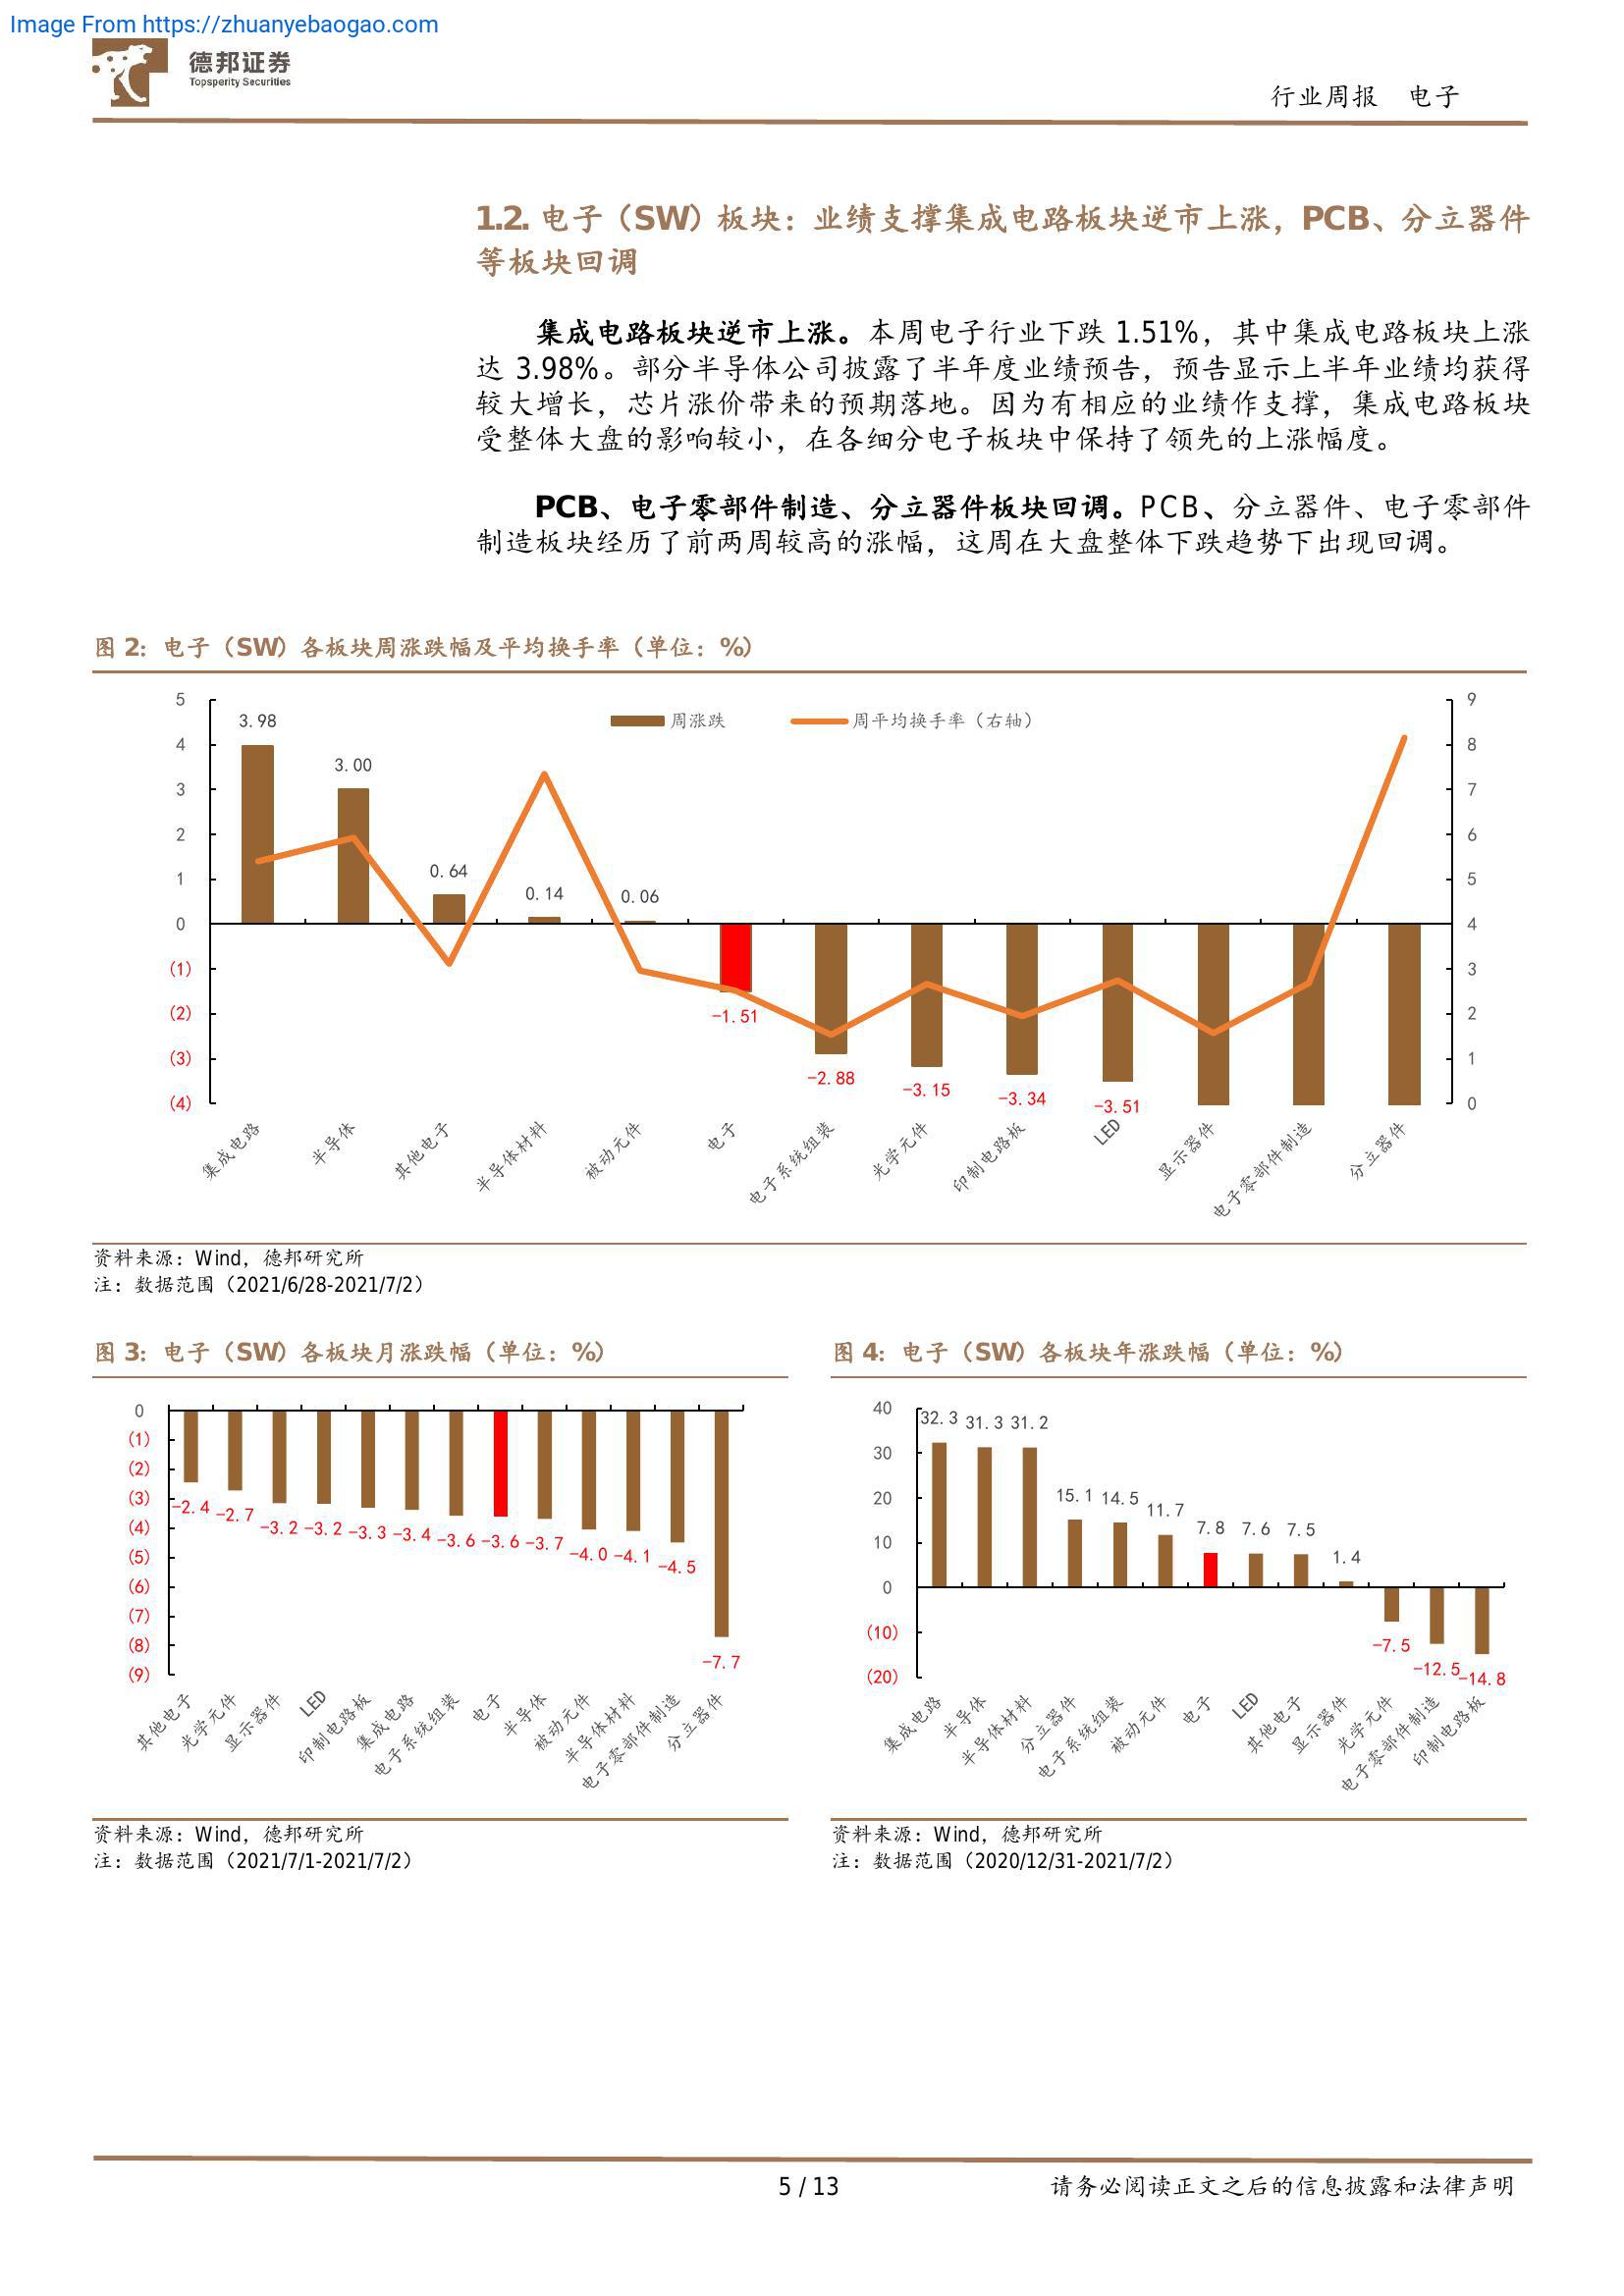 Image From https://zhuanyebaogao.com
德邦证券
Topsperity Securities
行业周报 电子
1.2. 电子（SW）板块：业绩支撑集成电路板块逆市上涨，PCB、分立器件
等板块回调
集成电路板块逆市上涨。本周电子行业下跌 1.51%，其中集成电路板块上涨
达 3.98%。部分半导体公司披露了半年度业绩预告，预告显示上半年业绩均获得
较大增长，芯片涨价带来的预期落地。因为有相应的业绩作支撑，集成电路板块
受整体大盘的影响较小，在各细分电子板块中保持了领先的上涨幅度。
PCB、电子零部件制造、分立器件板块回调。PCB、分立器件、电子零部件
制造板块经历了前两周较高的涨幅，这周在大盘整体下跌趋势下出现回调。
图 2：电子（SW）各板块周涨跌幅及平均换手率（单位：%）
周涨跌 周平均换手率（右轴）
5
4
3
2
1
0
(1)
(2)
(3)
(4)
3.98
3.00
0.64
0.14
0.06
-1.51
-2.88
-3.15
-3.34
-3.51
9
8
7
6
5
4
3
2
1
0
集成电路
半导体
其他电子
半导体材料
被动元件
电子
电子系统组装
光学元件
印制电路板
LED
显示器件
电子零部件制造
分立器件
资料来源：Wind，德邦研究所
注：数据范围（2021/6/28-2021/7/2）
图 3：电子（SW）各板块月涨跌幅（单位：%）
0
(1)
(2)
(3)
(4)
(5)
(6)
(7)
(8)
(9)
-2.4
-2.7
-3.2
-3.2
-3.3
-3.4
-3.6
-3.6
-3.7
-4.0
-4.1
-4.5
-7.7
其他电子
光学元件
显示器件
LED
印制电路板
集成电路
电子系统组装
电子
半导体
被动元件
半导体材料
电子零部件制造
分立器件
资料来源：Wind，德邦研究所
注：数据范围（2021/7/1-2021/7/2）
图 4：电子（SW）各板块年涨跌幅（单位：%）
40
30
20
10
0
(10)
(20)
32.3
31.3
31.2
15.1
14.5
11.7
7.8
7.6
7.5
1.4
-7.5
-12.5
-14.8
集成电路
半导体
半导体材料
分立器件
电子系统组装
被动元件
电子
LED
其他电子
显示器件
光学元件
电子零部件制造
印制电路板
资料来源：Wind，德邦研究所
注：数据范围（2020/12/31-2021/7/2）
5 / 13
请务必阅读正文之后的信息披露和法律声明